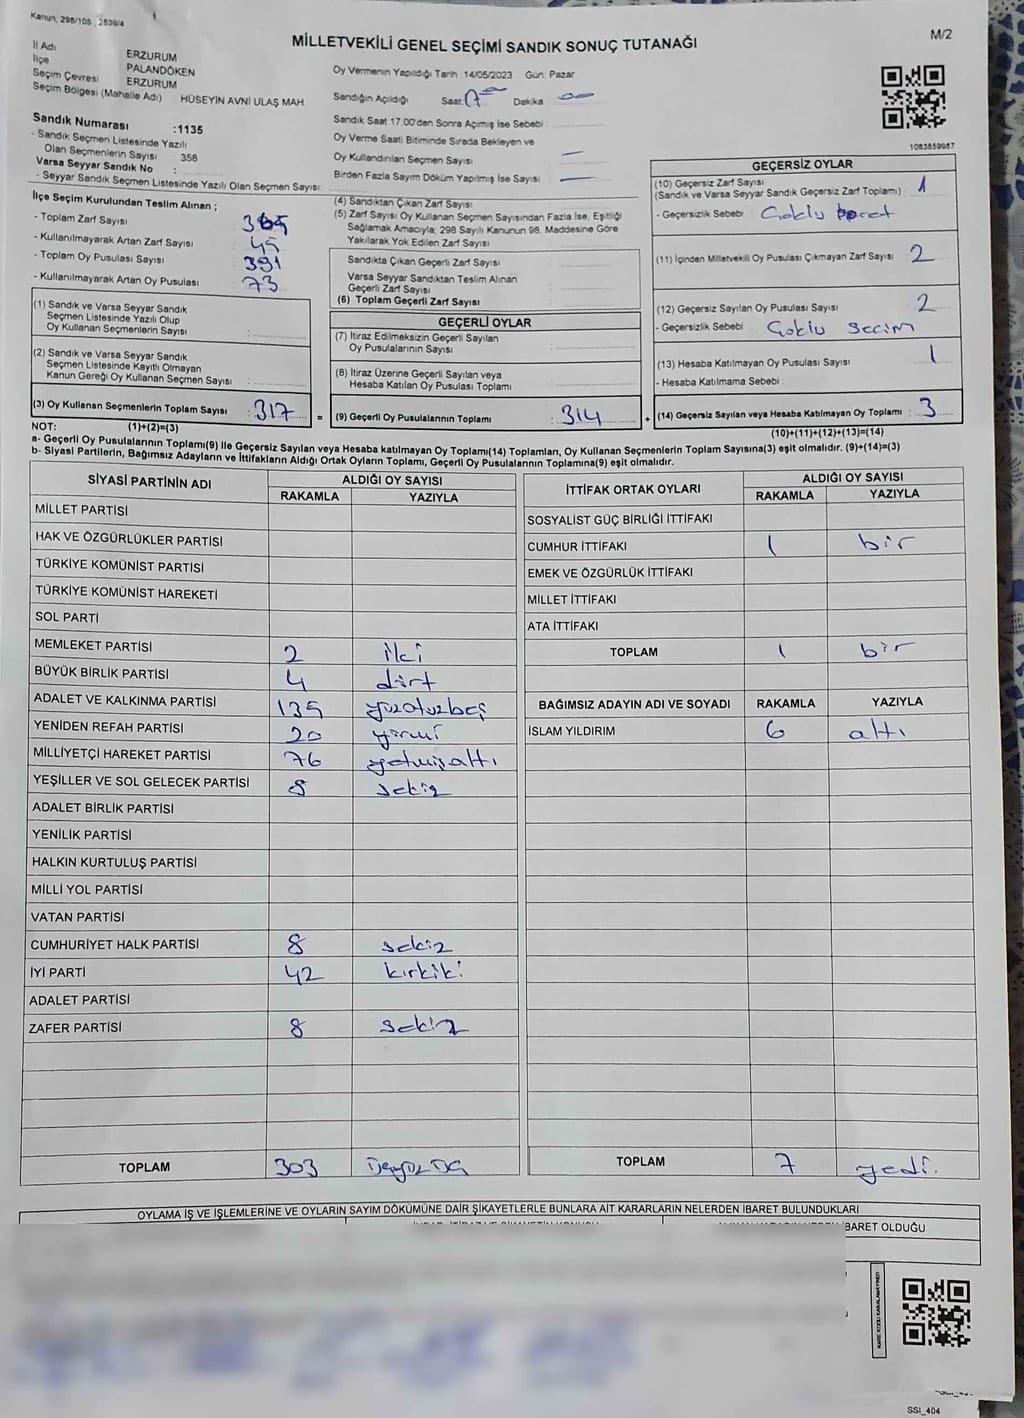 Kanun, 298/105 , 2839/4
M/2
MİLLETVEKİLİ GENEL SEÇİMİ SANDIK SONUÇ TUTANAĞI
İl Adı ERZURUM
İlçe PALANDÖKEN
Seçim Çevresi ERZURUM
Seçim Bölgesi (Mahalle Adı) HÜSEYİN AVNİ ULAŞ MAH.
Sandık Numarası :1135
- Sandık Seçmen Listesinde Yazılı
Olan Seçmenlerin Sayısı : 358
Varsa Seyyar Sandık No :
- Seyyar Sandık Seçmen Listesinde Yazılı Olan Seçmen Sayısı:
İlçe Seçim Kurulundan Teslim Alınan ;
- Toplam Zarf Sayısı
- Kullanılmayarak Artan Zarf Sayısı 45
- Toplam Oy Pusulası Sayısı 391
- Kullanılmayarak Artan Oy Pusulası 73
(1) Sandık ve Varsa Seyyar Sandık
Seçmen Listesinde Yazılı Olup
Oy Kullanan Seçmenlerin Sayısı :
(2) Sandık ve Varsa Seyyar Sandık
Seçmen Listesinde Kayıtlı Olmayan
Kanun Gereği Oy Kullanan Seçmen Sayısı :
(3) Oy Kullanan Seçmenlerin Toplam Sayısı : 317
Oy Vermenin Yapıldığı Tarih 14/05/2023 Gün: Pazar
Sandığın Açıldığı Saat Dakika
Sandık Saat 17.00'den Sonra Açımış İse Sebebi :
Oy Verme Saati Bitiminde Sırada Bekleyen ve
Oy Kullandırılan Seçmen Sayısı —
Birden Fazla Sayım Döküm Yapılmış İse Sayısı —
(4) Sandıktan Çıkan Zarf Sayısı
(5) Zarf Sayısı Oy Kullanan Seçmen Sayısından Fazla İse, Eşitliği
Sağlamak Amacıyla; 298 Sayılı Kanunun 98. Maddesine Göre
Yakılarak Yok Edilen Zarf Sayısı
Sandıkta Çıkan Geçerli Zarf Sayısı
Varsa Seyyar Sandıktan Teslim Alınan
Geçerli Zarf Sayısı
(6) Toplam Geçerli Zarf Sayısı
GEÇERLİ OYLAR
(7) İtiraz Edilmeksizin Geçerli Sayılan
Oy Pusulalarının Sayısı
(8) İtiraz Üzerine Geçerli Sayılan veya
Hesaba Katılan Oy Pusulası Toplamı
= (9) Geçerli Oy Pusulalarının Toplamı : 314 +
1083859987
GEÇERSİZ OYLAR
(10) Geçersiz Zarf Sayısı
(Sandık ve Varsa Seyyar Sandık Geçersiz Zarf Toplamı) : 1
- Geçersizlik Sebebi :
(11) İçinden Milletvekili Oy Pusulası Çıkmayan Zarf Sayısı : 2
(12) Geçersiz Sayılan Oy Pusulası Sayısı : 2
- Geçersizlik Sebebi : Çoklu seçim
(13) Hesaba Katılmayan Oy Pusulası Sayısı : 1
- Hesaba Katılmama Sebebi :
(14) Geçersiz Sayılan veya Hesaba Katılmayan Oy Toplamı : 3
NOT: (1)+(2)=(3)
(10)+(11)+(12)+(13)=(14)
a- Geçerli Oy Pusulalarının Toplamı(9) ile Geçersiz Sayılan veya Hesaba katılmayan Oy Toplamı(14) Toplamları, Oy Kullanan Seçmenlerin Toplam Sayısına(3) eşit olmalıdır. (9)+(14)=(3)
b- Siyasi Partilerin, Bağımsız Adayların ve İttifakların Aldığı Ortak Oyların Toplamı, Geçerli Oy Pusulalarının Toplamına(9) eşit olmalıdır.
SİYASİ PARTİNİN ADI ALDIĞI OY SAYISI
RAKAMLA YAZIYLA
MİLLET PARTİSİ
HAK VE ÖZGÜRLÜKLER PARTİSİ
TÜRKİYE KOMÜNİST PARTİSİ
TÜRKİYE KOMÜNİST HAREKETİ
SOL PARTİ
MEMLEKET PARTİSİ 2 iki
BÜYÜK BİRLİK PARTİSİ 4 dört
ADALET VE KALKINMA PARTİSİ 135 yüzotuzbeş
YENİDEN REFAH PARTİSİ 20 yirmi
MİLLİYETÇİ HAREKET PARTİSİ 76 yetmişaltı
YEŞİLLER VE SOL GELECEK PARTİSİ 8 sekiz
ADALET BİRLİK PARTİSİ
YENİLİK PARTİSİ
HALKIN KURTULUŞ PARTİSİ
MİLLİ YOL PARTİSİ
VATAN PARTİSİ
CUMHURİYET HALK PARTİSİ 8 sekiz
İYİ PARTİ 42 kırkiki
ADALET PARTİSİ
ZAFER PARTİSİ 8 sekiz
TOPLAM 303 üçyüz üç
İTTİFAK ORTAK OYLARI ALDIĞI OY SAYISI
RAKAMLA YAZIYLA
SOSYALİST GÜÇ BİRLİĞİ İTTİFAKI
CUMHUR İTTİFAKI 1 bir
EMEK VE ÖZGÜRLÜK İTTİFAKI
MİLLET İTTİFAKI
ATA İTTİFAKI
TOPLAM 1 bir
BAĞIMSIZ ADAYIN ADI VE SOYADI RAKAMLA YAZIYLA
İSLAM YILDIRIM 6 altı
TOPLAM 7 yedi.
OYLAMA İŞ VE İŞLEMLERİNE VE OYLARIN SAYIM DÖKÜMÜNE DAİR ŞİKAYETLERLE BUNLARA AİT KARARLARIN NELERDEN İBARET BULUNDUKLARI
İBARET OLDUĞU
KARE KODU KARALAMAYINIZ!
SSI_404